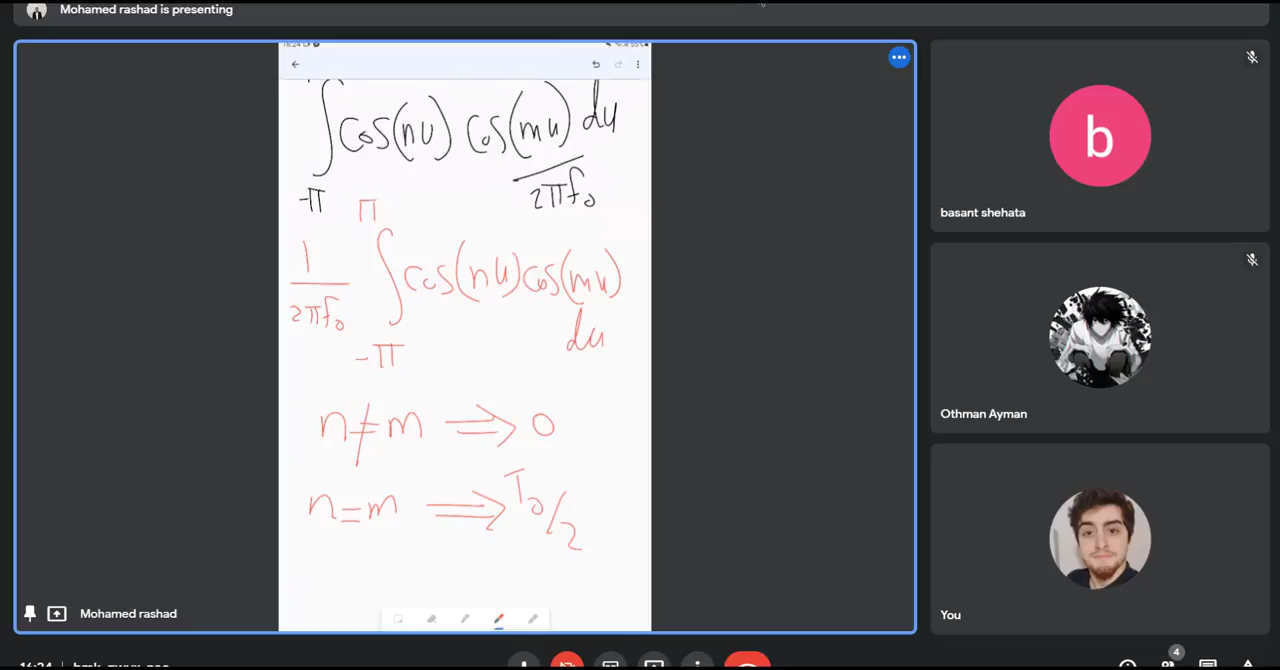 Mohamed rashad is presenting
∫ cos(nu) cos(mu) du
-π
2πf₀
π
1 ∫ cos(nu) cos(mu)
2πf₀
du
-π
n ≠ m ⟹ 0
n = m ⟹ T₀/2
b
basant shehata
Othman Ayman
You
Mohamed rashad
4